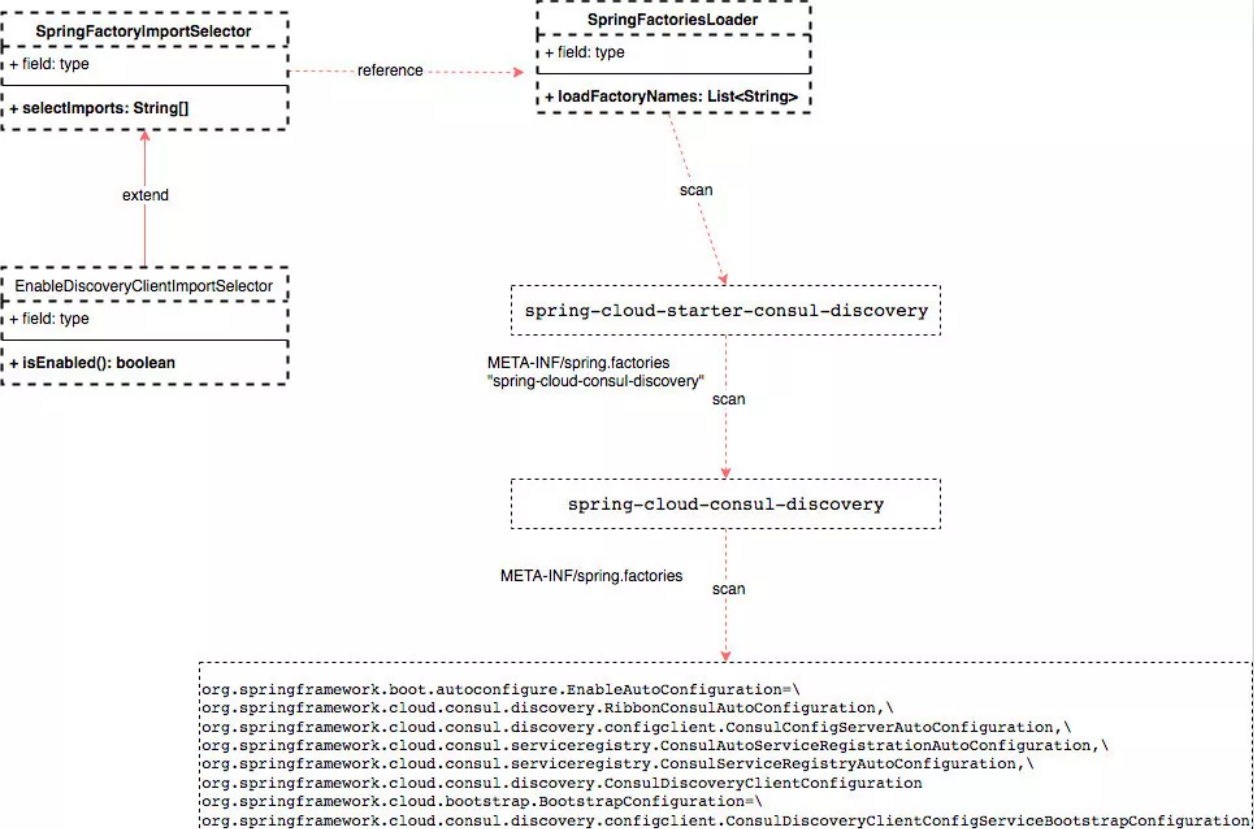 SpringFactoryImportSelector
+ field: type
+ selectImports: String[]
reference
SpringFactoriesLoader
+ field: type
+ loadFactoryNames: List<String>
extend
scan
EnableDiscoveryClientImportSelector
+ field: type
+ isEnabled(): boolean
spring-cloud-starter-consul-discovery
META-INF/spring.factories
"spring-cloud-consul-discovery"
scan
spring-cloud-consul-discovery
META-INF/spring.factories
scan
org.springframework.boot.autoconfigure.EnableAutoConfiguration=\
org.springframework.cloud.consul.discovery.RibbonConsulAutoConfiguration,\
org.springframework.cloud.consul.discovery.configclient.ConsulConfigServerAutoConfiguration,\
org.springframework.cloud.consul.serviceregistry.ConsulAutoServiceRegistrationAutoConfiguration,\
org.springframework.cloud.consul.serviceregistry.ConsulServiceRegistryAutoConfiguration,\
org.springframework.cloud.consul.discovery.ConsulDiscoveryClientConfiguration
org.springframework.cloud.bootstrap.BootstrapConfiguration=\
org.springframework.cloud.consul.discovery.configclient.ConsulDiscoveryClientConfigServiceBootstrapConfiguration